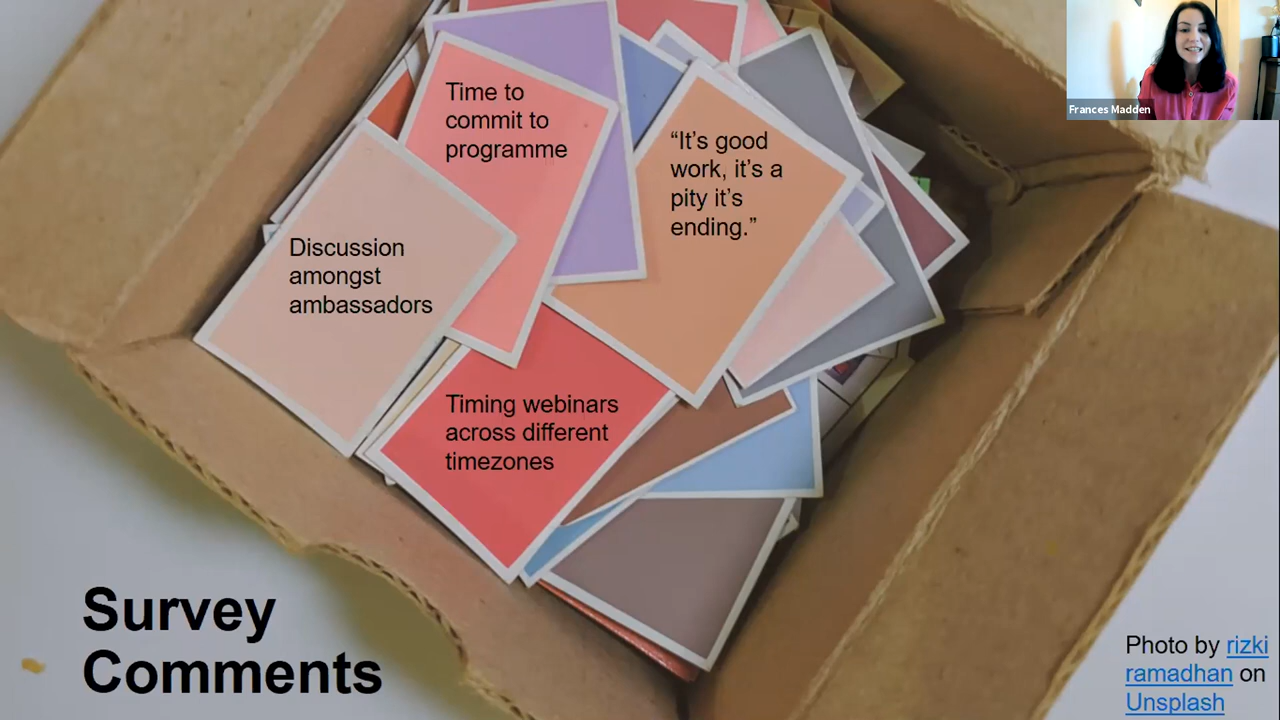 Frances Madden
Time to
commit to
programme
“It’s good
work, it’s a
pity it’s
ending.”
Discussion
amongst
ambassadors
Timing webinars
across different
timezones
Survey
Comments
Photo by rizki
ramadhan on
Unsplash